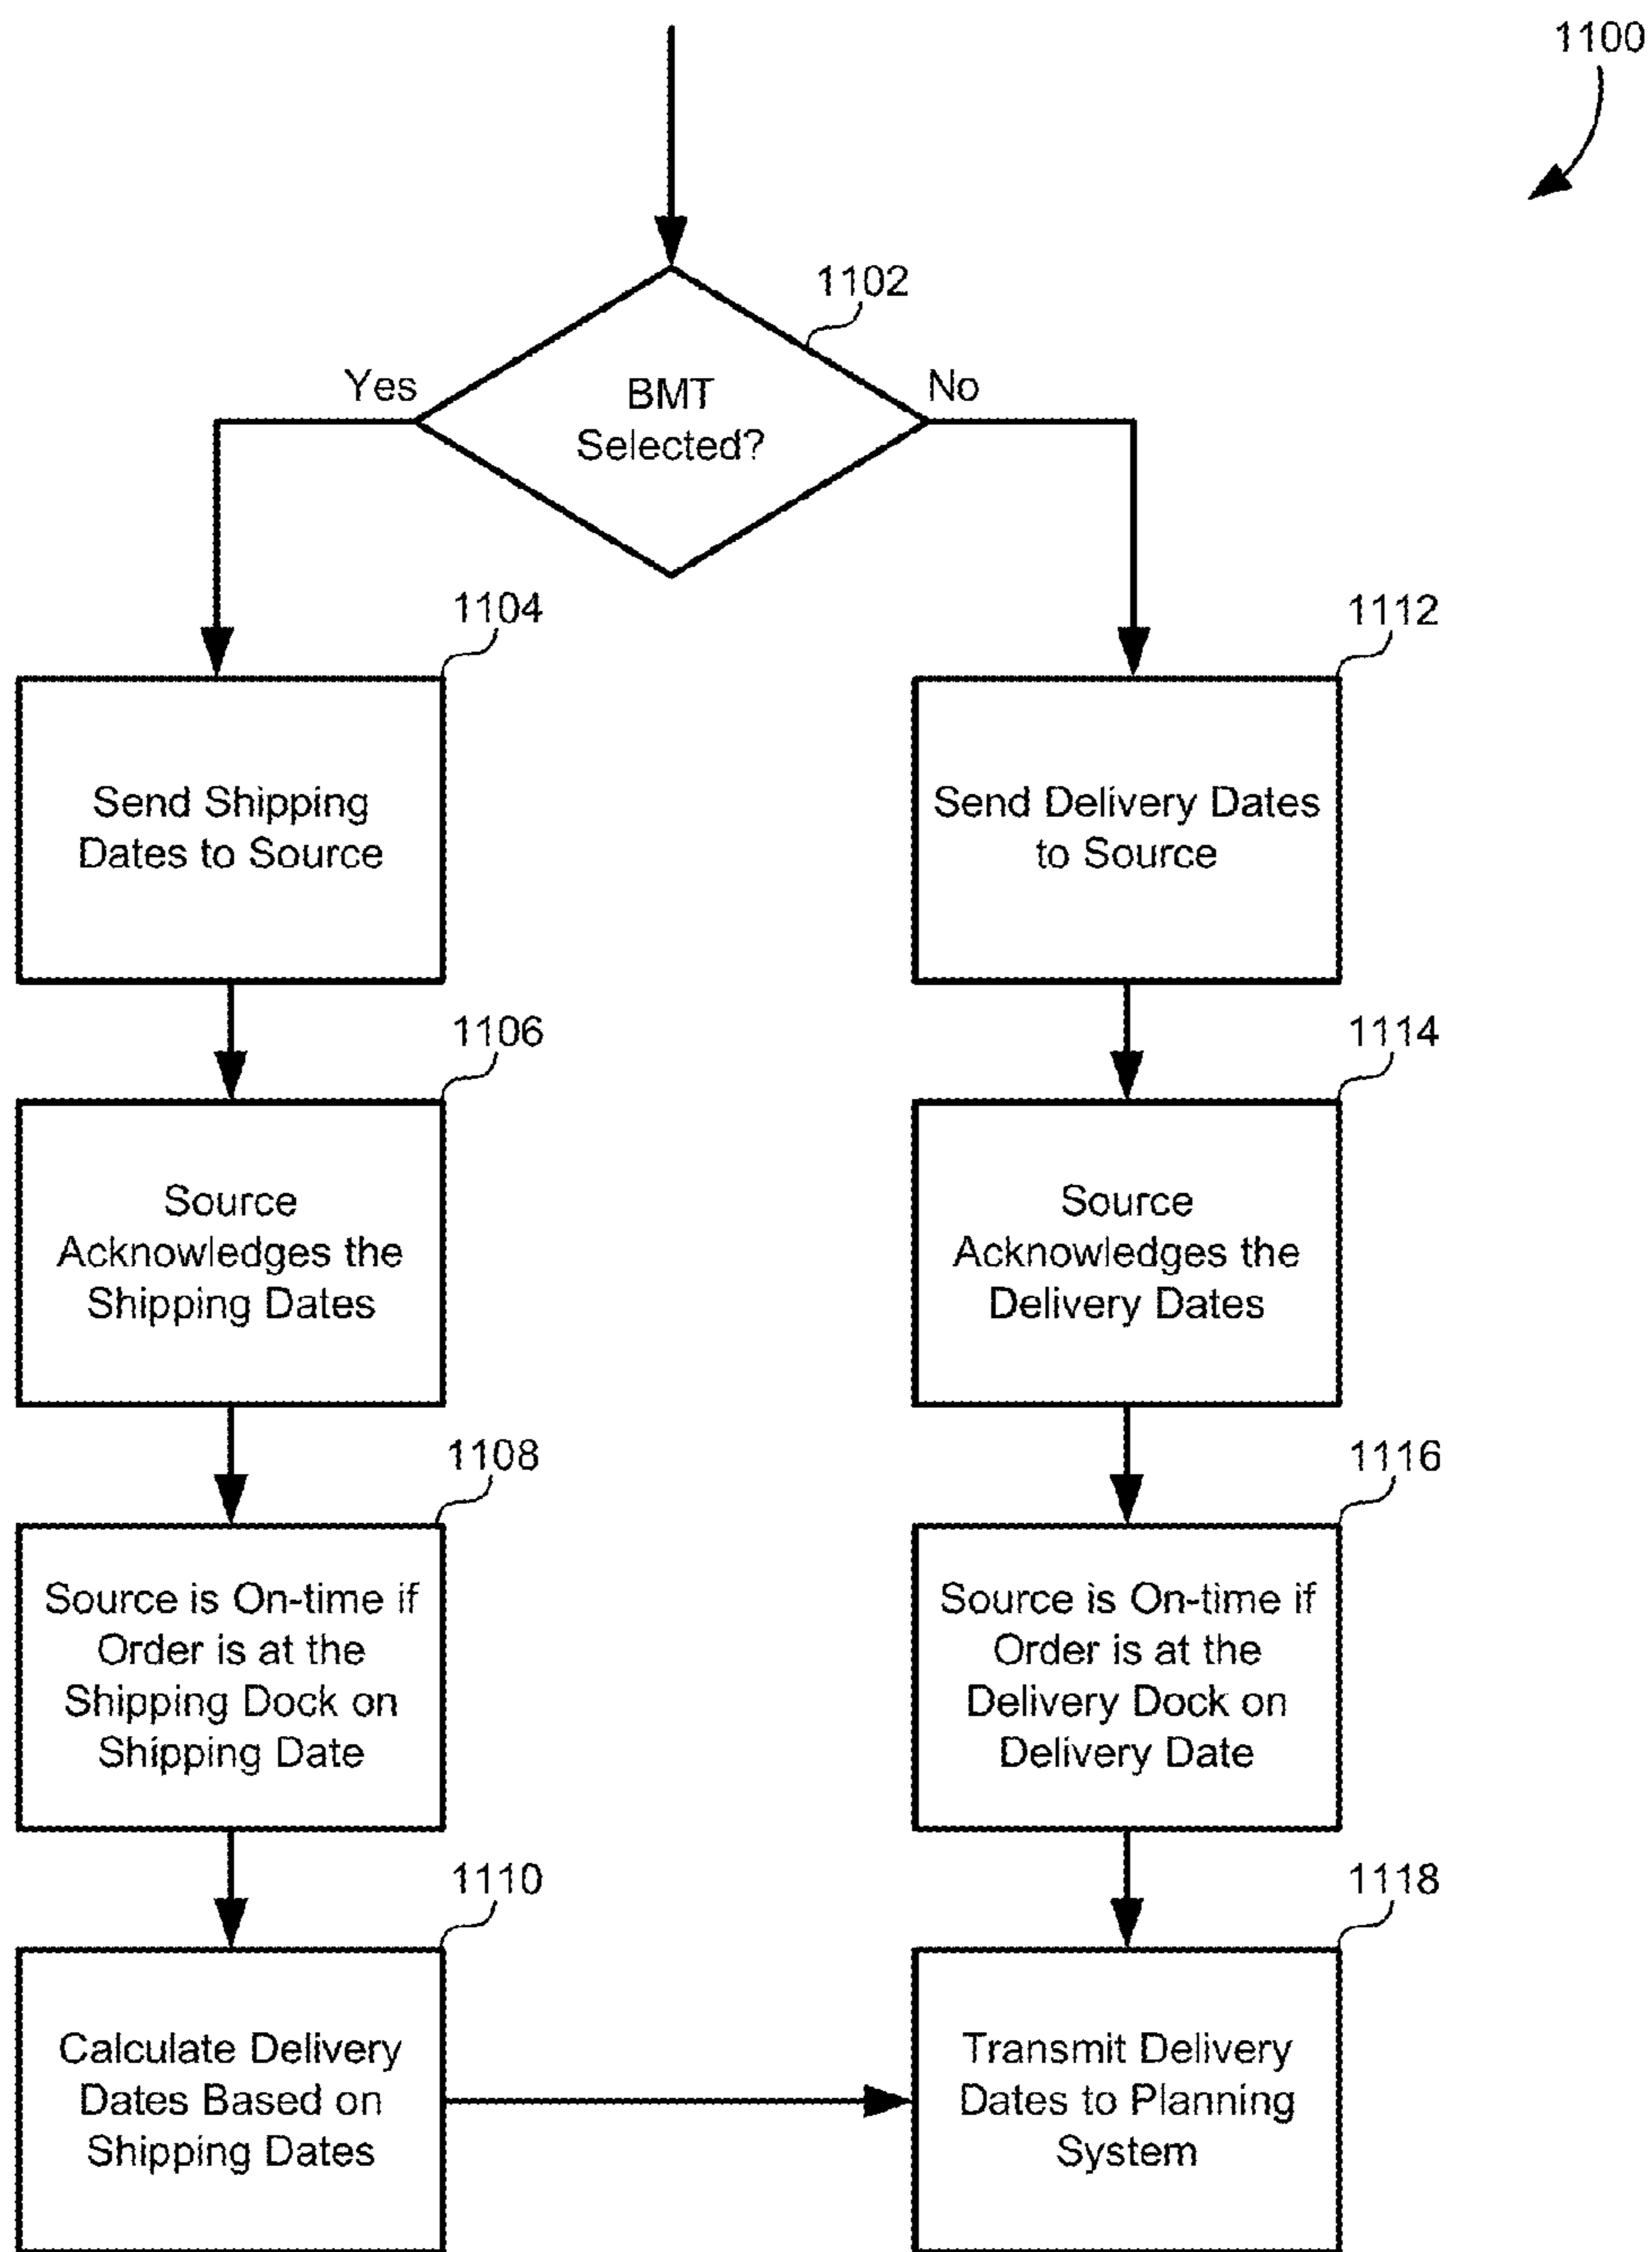 1100
1102
Yes
BMT
Selected?
No
1104
Send Shipping
Dates to Source
1106
Source
Acknowledges the
Shipping Dates
1108
Source is On-time if
Order is at the
Shipping Dock on
Shipping Date
1110
Calculate Delivery
Dates Based on
Shipping Dates
1112
Send Delivery Dates
to Source
1114
Source
Acknowledges the
Delivery Dates
1116
Source is On-time if
Order is at the
Delivery Dock on
Delivery Date
1118
Transmit Delivery
Dates to Planning
System